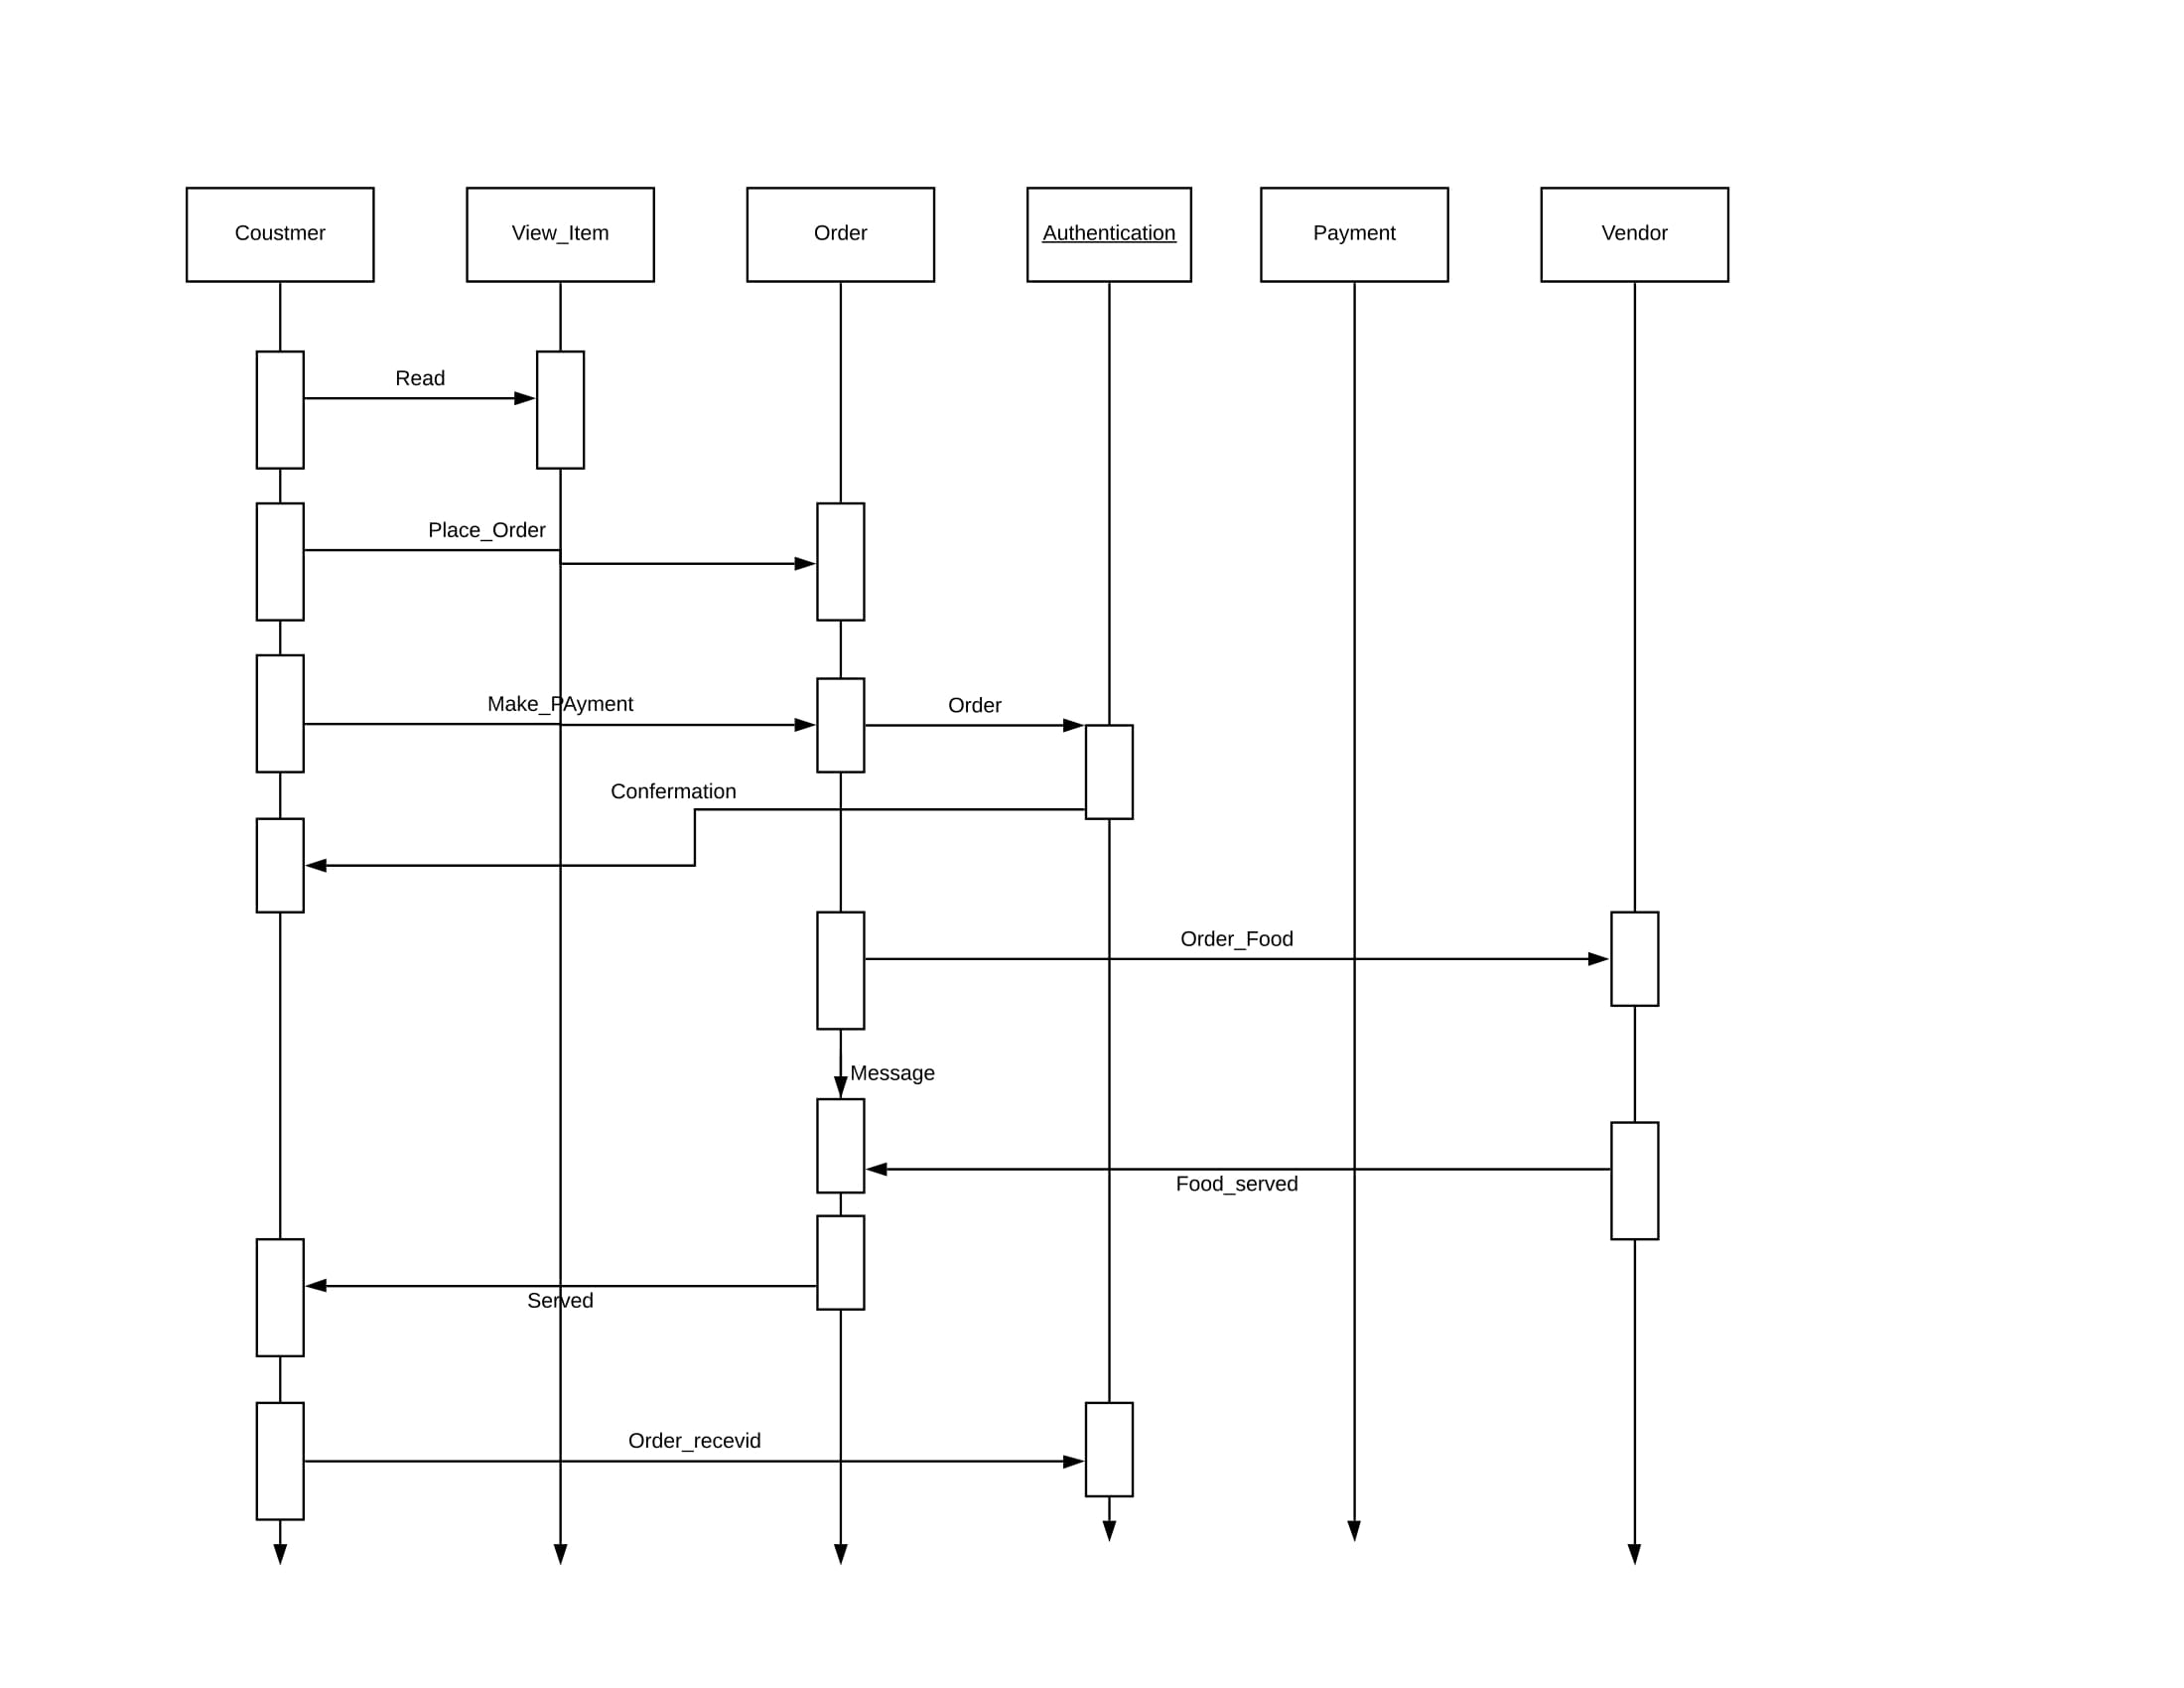 Coustmer
View_Item
Order
Authentication
Payment
Vendor
Read
Place_Order
Make_PAyment
Order
Confermation
Order_Food
Message
Food_served
Served
Order_recevid